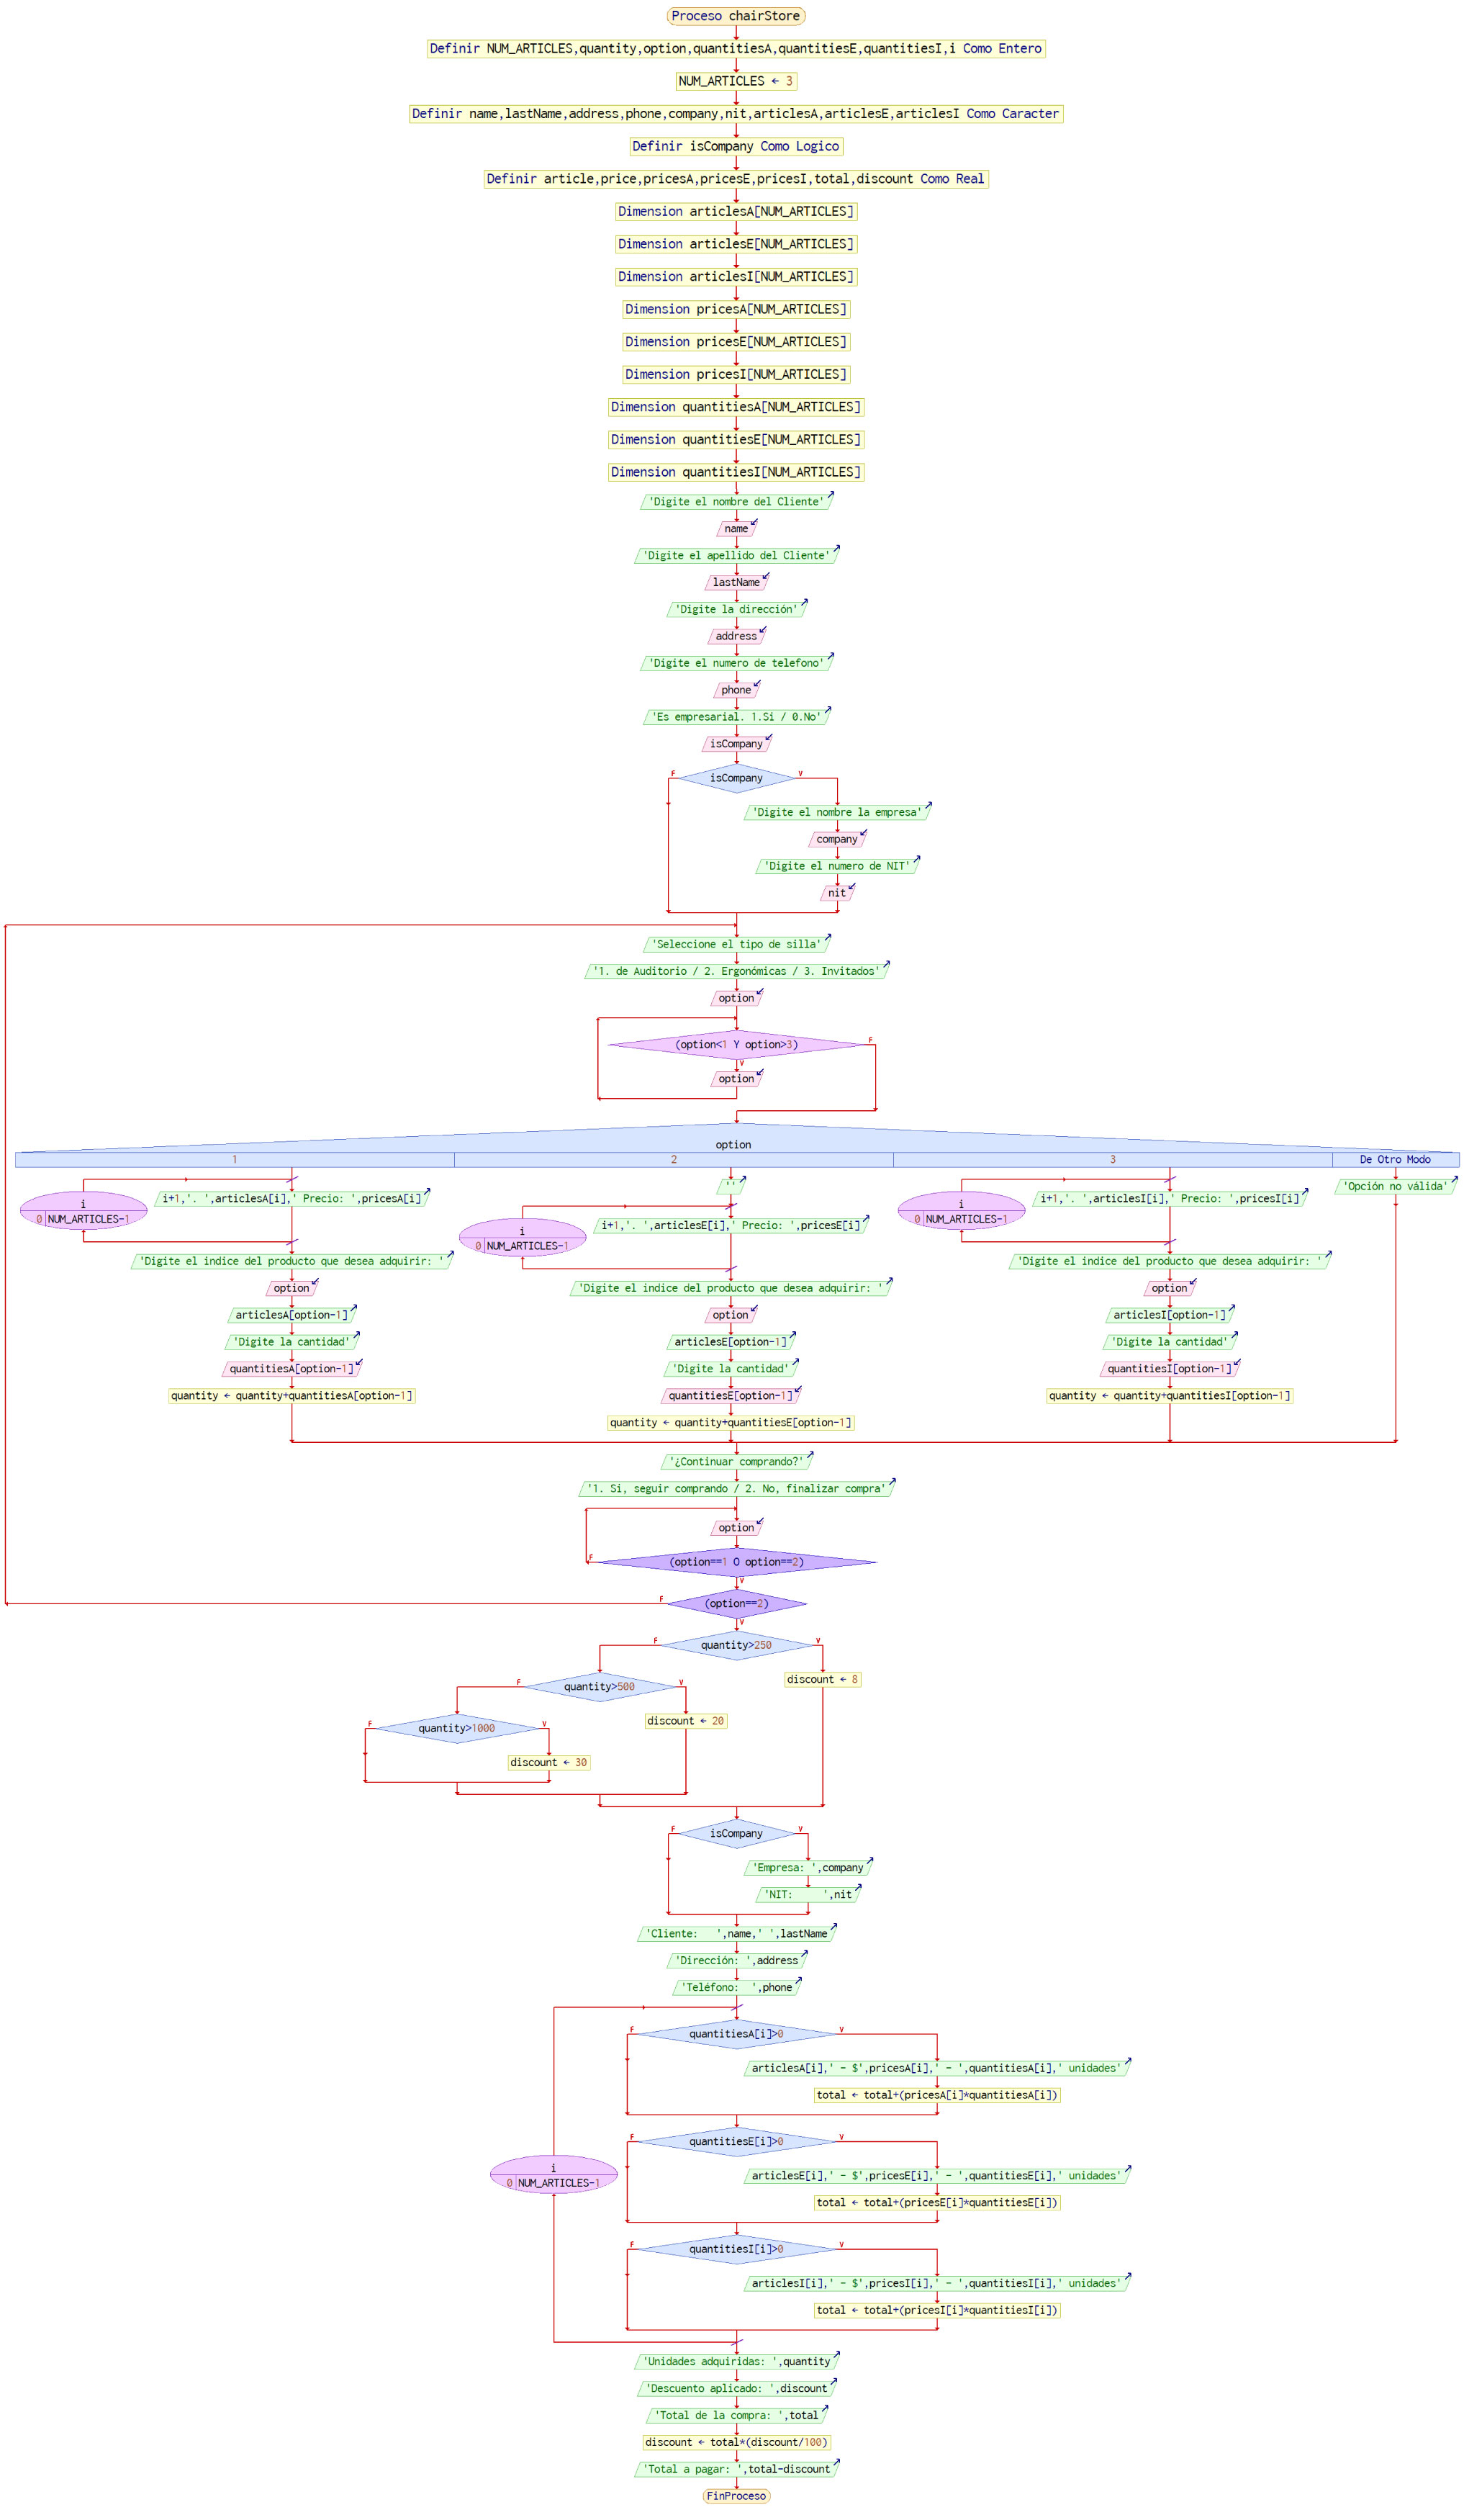 Proceso chairStore
Definir NUM_ARTICLES,quantity,option,quantitiesA,quantitiesE,quantitiesI,i Como Entero
NUM_ARTICLES ← 3
Definir name,lastName,address,phone,company,nit,articlesA,articlesE,articlesI Como Caracter
Definir isCompany Como Logico
Definir article,price,pricesA,pricesE,pricesI,total,discount Como Real
Dimension articlesA[NUM_ARTICLES]
Dimension articlesE[NUM_ARTICLES]
Dimension articlesI[NUM_ARTICLES]
Dimension pricesA[NUM_ARTICLES]
Dimension pricesE[NUM_ARTICLES]
Dimension pricesI[NUM_ARTICLES]
Dimension quantitiesA[NUM_ARTICLES]
Dimension quantitiesE[NUM_ARTICLES]
Dimension quantitiesI[NUM_ARTICLES]
'Digite el nombre del Cliente'
name
'Digite el apellido del Cliente'
lastName
'Digite la dirección'
address
'Digite el numero de telefono'
phone
'Es empresarial. 1.Si / 0.No'
isCompany
F isCompany V
'Digite el nombre la empresa'
company
'Digite el numero de NIT'
nit
'Seleccione el tipo de silla'
'1. de Auditorio / 2. Ergonómicas / 3. Invitados'
option
(option<1 Y option>3) F
V
option
option
1 2 3 De Otro Modo
i
0 NUM_ARTICLES-1
i+1,'. ',articlesA[i],' Precio: ',pricesA[i]
'Digite el indice del producto que desea adquirir: '
option
articlesA[option-1]
'Digite la cantidad'
quantitiesA[option-1]
quantity ← quantity+quantitiesA[option-1]
''
i
0 NUM_ARTICLES-1
i+1,'. ',articlesE[i],' Precio: ',pricesE[i]
'Digite el indice del producto que desea adquirir: '
option
articlesE[option-1]
'Digite la cantidad'
quantitiesE[option-1]
quantity ← quantity+quantitiesE[option-1]
i
0 NUM_ARTICLES-1
i+1,'. ',articlesI[i],' Precio: ',pricesI[i]
'Digite el indice del producto que desea adquirir: '
option
articlesI[option-1]
'Digite la cantidad'
quantitiesI[option-1]
quantity ← quantity+quantitiesI[option-1]
'Opción no válida'
'¿Continuar comprando?'
'1. Si, seguir comprando / 2. No, finalizar compra'
option
F (option==1 O option==2)
V
F (option==2)
V
F quantity>250 V
discount ← 8
F quantity>500 V
discount ← 20
F quantity>1000 V
discount ← 30
F isCompany V
'Empresa: ',company
'NIT:     ',nit
'Cliente:   ',name,' ',lastName
'Dirección: ',address
'Teléfono:  ',phone
F quantitiesA[i]>0 V
articlesA[i],' - $',pricesA[i],' - ',quantitiesA[i],' unidades'
total ← total+(pricesA[i]*quantitiesA[i])
F quantitiesE[i]>0 V
i
0 NUM_ARTICLES-1
articlesE[i],' - $',pricesE[i],' - ',quantitiesE[i],' unidades'
total ← total+(pricesE[i]*quantitiesE[i])
F quantitiesI[i]>0 V
articlesI[i],' - $',pricesI[i],' - ',quantitiesI[i],' unidades'
total ← total+(pricesI[i]*quantitiesI[i])
'Unidades adquiridas: ',quantity
'Descuento aplicado: ',discount
'Total de la compra: ',total
discount ← total*(discount/100)
'Total a pagar: ',total-discount
FinProceso